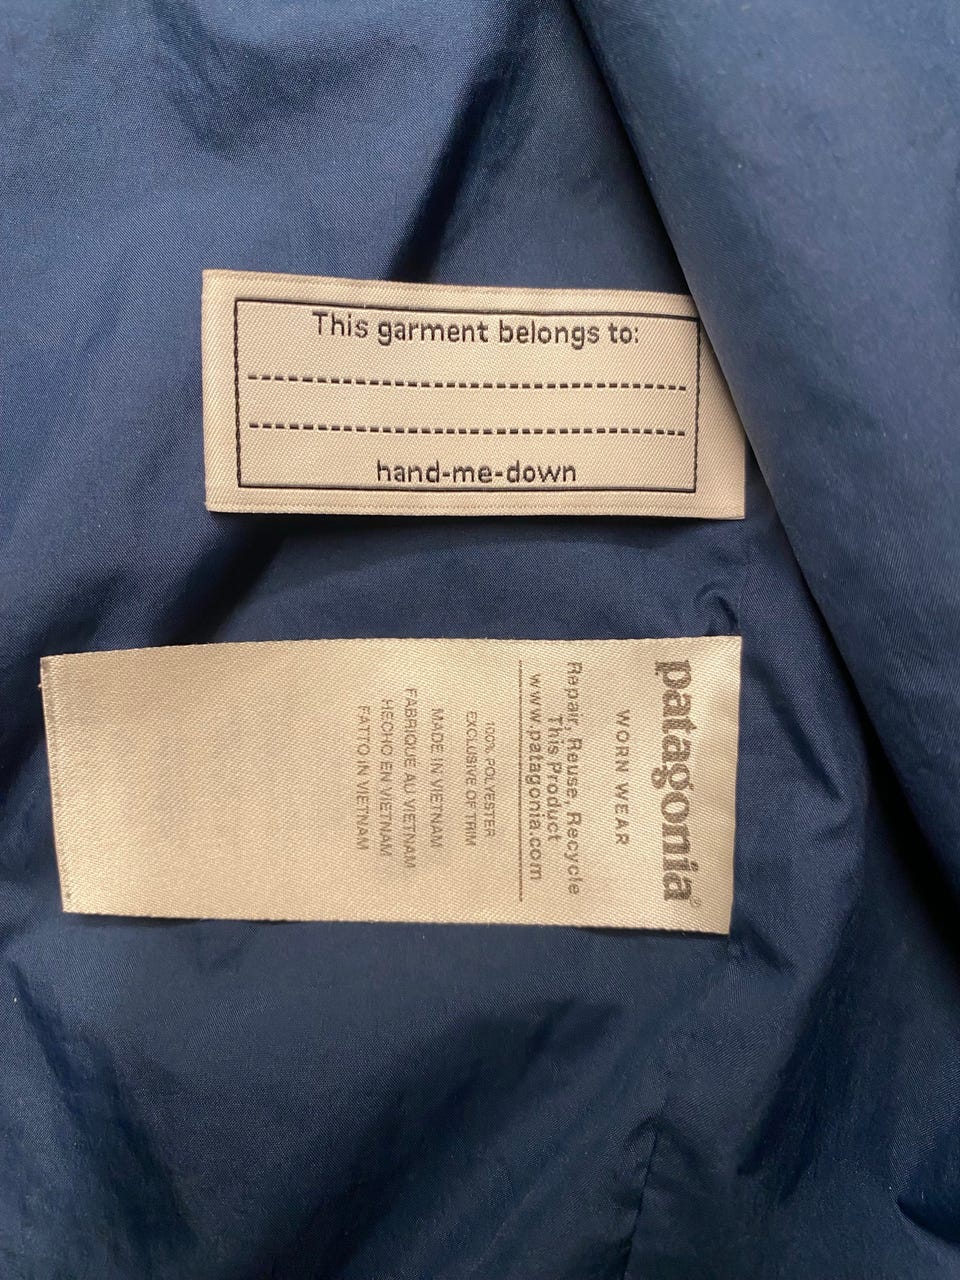 This garment belongs to:
hand-me-down
patagonia®
WORN WEAR
Repair, Reuse, Recycle
This Product
www.patagonia.com
100% POLYESTER
EXCLUSIVE OF TRIM
MADE IN VIETNAM
FABRIQUE AU VIETNAM
HECHO EN VIETNAM
FATTO IN VIETNAM